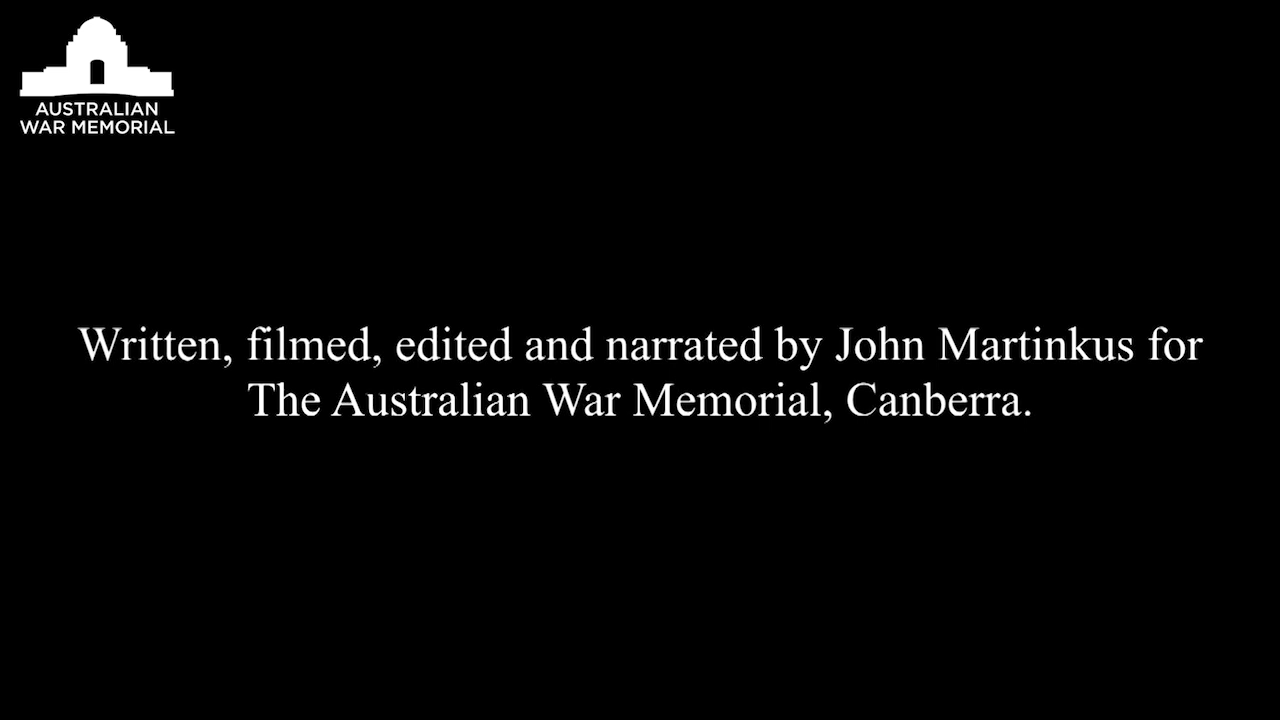 AUSTRALIAN
WAR MEMORIAL
Written, filmed, edited and narrated by John Martinkus for
The Australian War Memorial, Canberra.